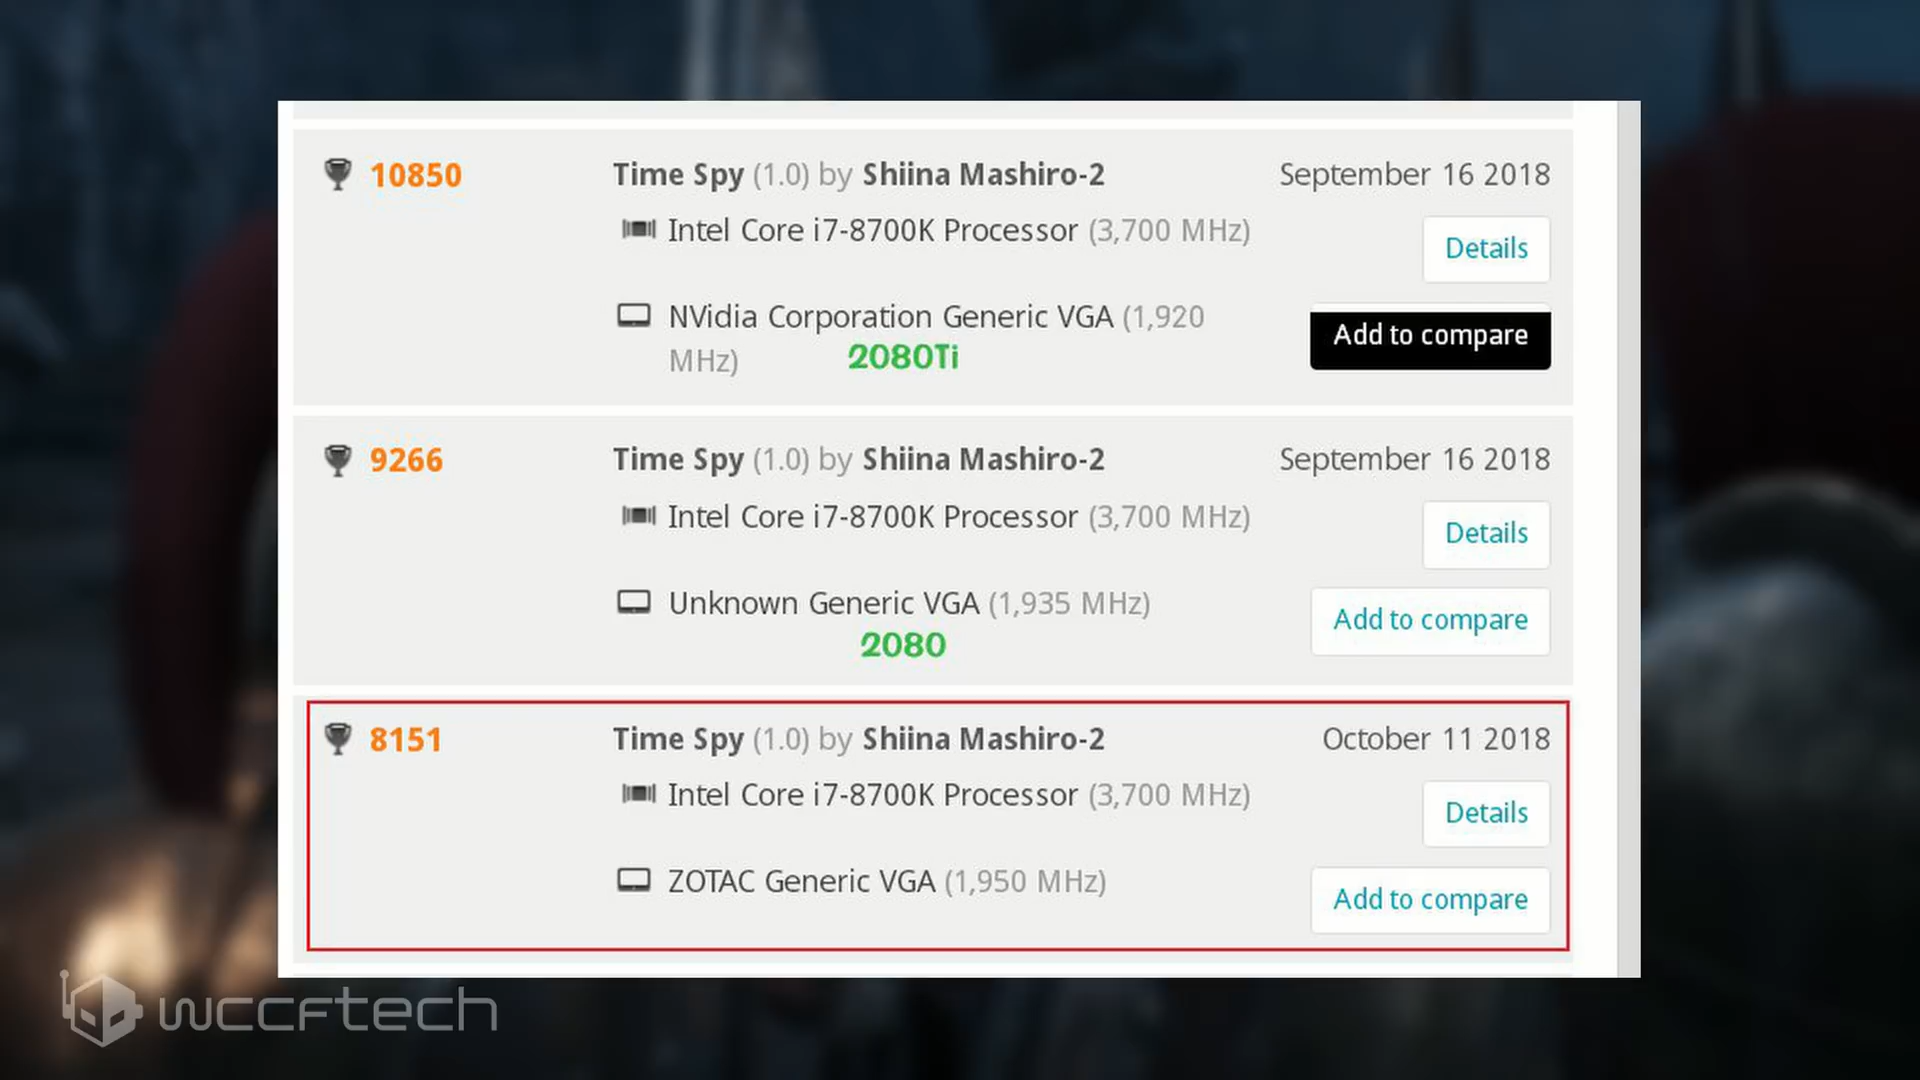 10850 Time Spy (1.0) by Shiina Mashiro-2 September 16 2018
Intel Core i7-8700K Processor (3,700 MHz)
Details
NVidia Corporation Generic VGA (1,920
MHz) 2080Ti
Add to compare
9266 Time Spy (1.0) by Shiina Mashiro-2 September 16 2018
Intel Core i7-8700K Processor (3,700 MHz)
Details
Unknown Generic VGA (1,935 MHz)
Add to compare
2080
8151 Time Spy (1.0) by Shiina Mashiro-2 October 11 2018
Intel Core i7-8700K Processor (3,700 MHz)
Details
ZOTAC Generic VGA (1,950 MHz)
Add to compare
wccftech